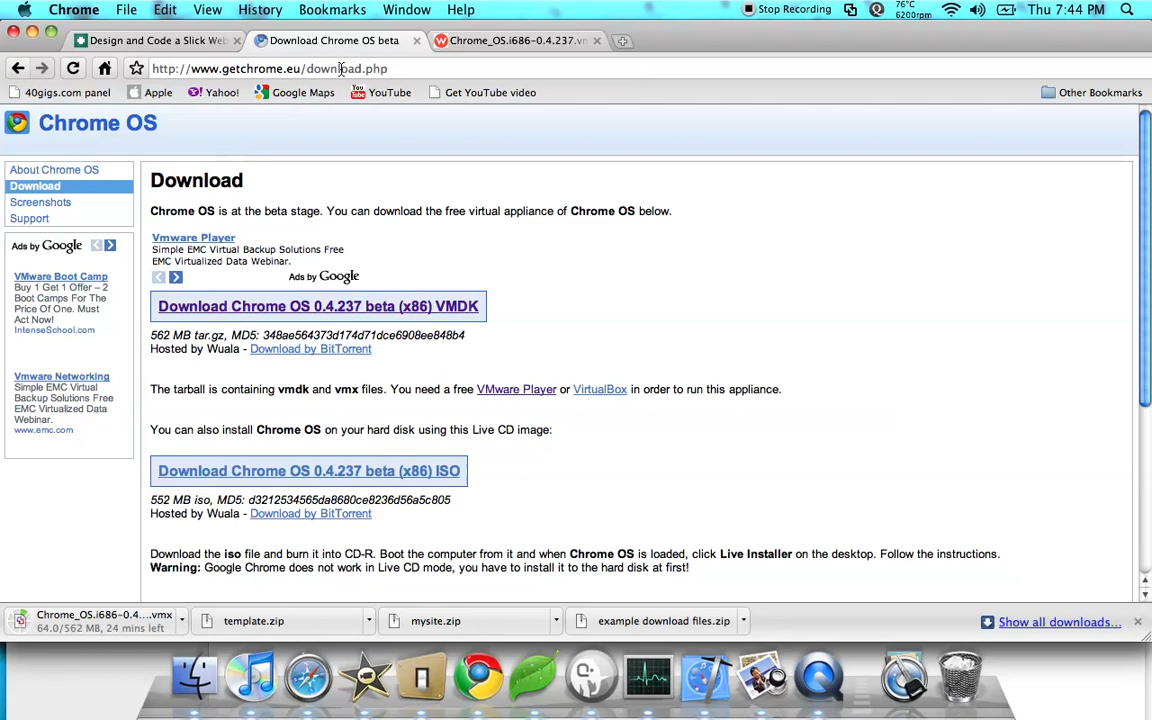 Chrome File Edit View History Bookmarks Window Help Stop Recording 76°C 6200rpm Thu 7:44 PM
Design and Code a Slick Web Download Chrome OS beta Chrome_OS.i686-0.4.237.vm
http://www.getchrome.eu/download.php
40gigs.com panel Apple Yahoo! Google Maps YouTube Get YouTube video Other Bookmarks
Chrome OS
About Chrome OS
Download
Screenshots
Support
Ads by Google
VMware Boot Camp
Buy 1 Get 1 Offer – 2
Boot Camps For The
Price Of One. Must
Act Now!
IntenseSchool.com
Vmware Networking
Simple EMC Virtual
Backup Solutions Free
EMC Virtualized Data
Webinar.
www.emc.com
Download
Chrome OS is at the beta stage. You can download the free virtual appliance of Chrome OS below.
Vmware Player
Simple EMC Virtual Backup Solutions Free
EMC Virtualized Data Webinar.
Ads by Google
Download Chrome OS 0.4.237 beta (x86) VMDK
562 MB tar.gz, MD5: 348ae564373d174d71dce6908ee848b4
Hosted by Wuala - Download by BitTorrent
The tarball is containing vmdk and vmx files. You need a free VMware Player or VirtualBox in order to run this appliance.
You can also install Chrome OS on your hard disk using this Live CD image:
Download Chrome OS 0.4.237 beta (x86) ISO
552 MB iso, MD5: d3212534565da8680ce8236d56a5c805
Hosted by Wuala - Download by BitTorrent
Download the iso file and burn it into CD-R. Boot the computer from it and when Chrome OS is loaded, click Live Installer on the desktop. Follow the instructions.
Warning: Google Chrome does not work in Live CD mode, you have to install it to the hard disk at first!
Chrome_OS.i686-0.4....vmx
64.0/562 MB, 24 mins left
template.zip mysite.zip example download files.zip Show all downloads...